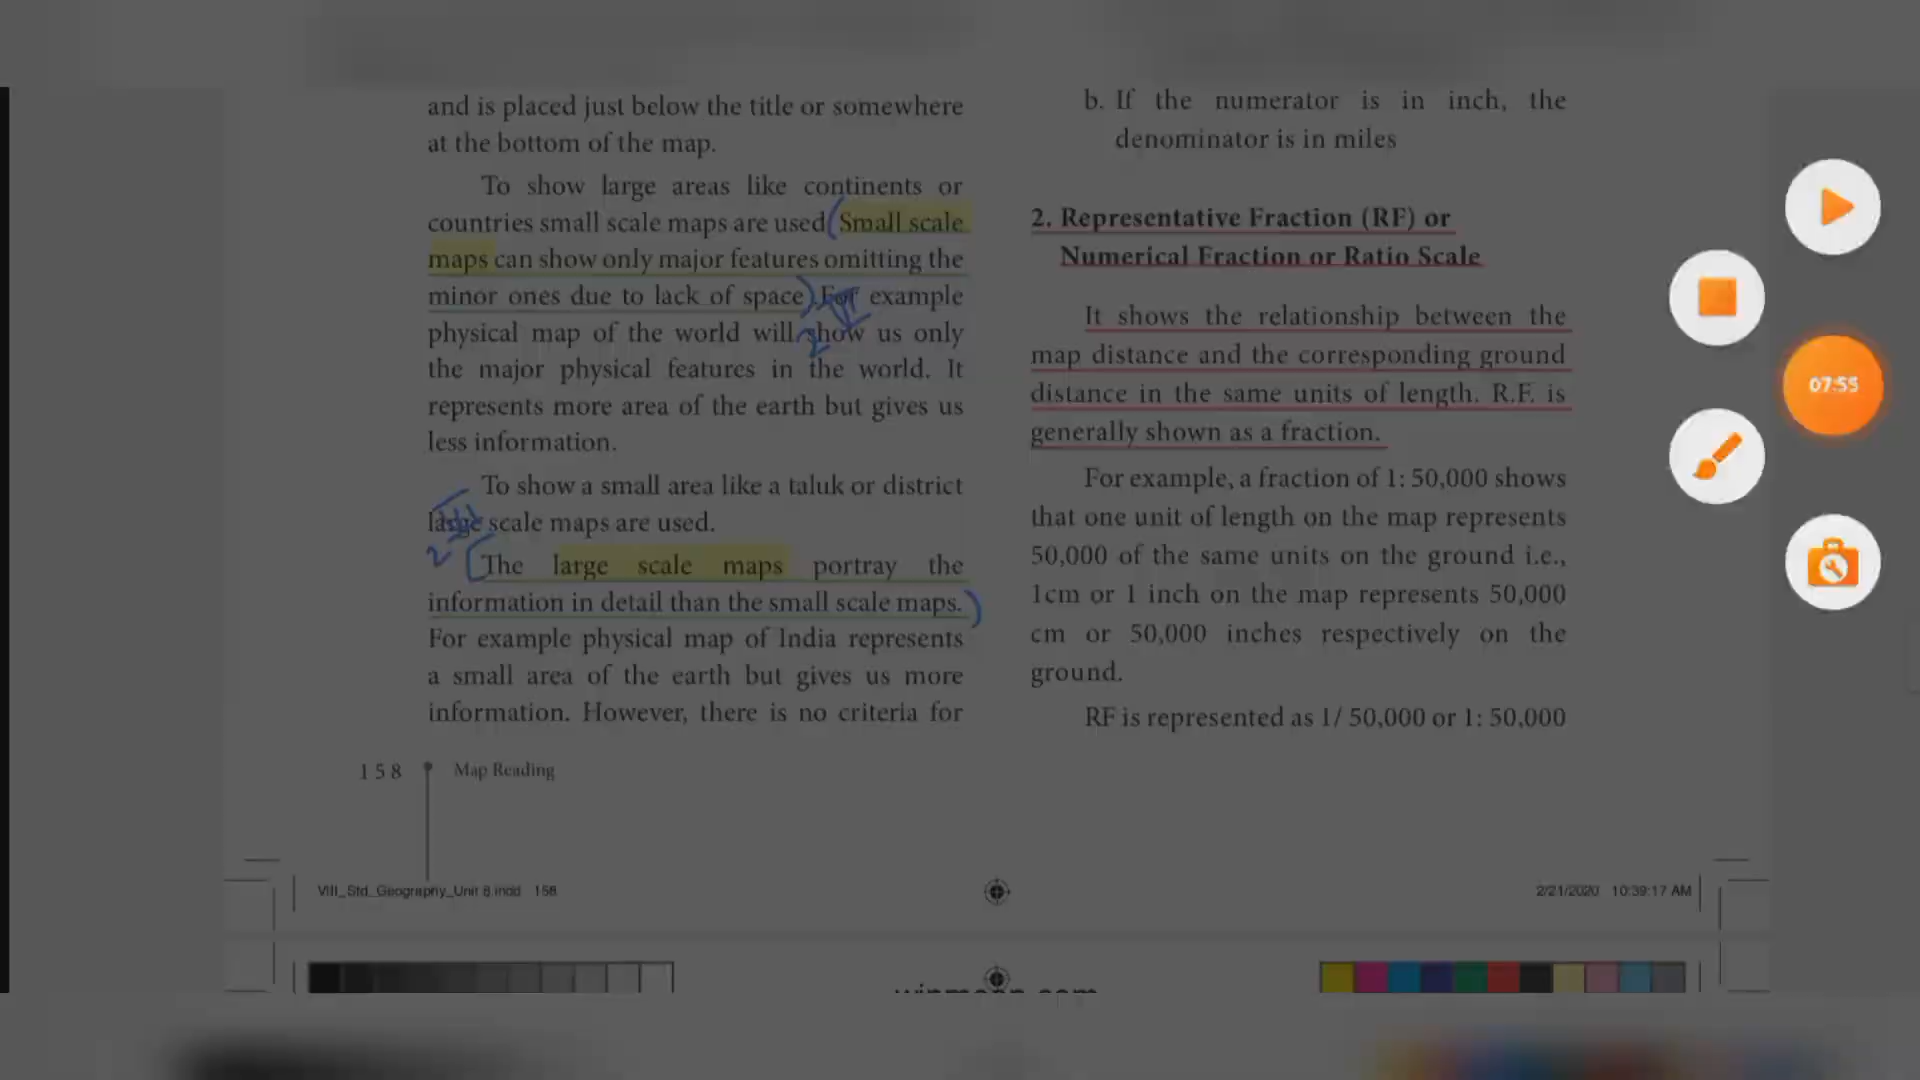 and is placed just below the title or somewhere
at the bottom of the map.
To show large areas like continents or
countries small scale maps are used (Small scale
maps can show only major features omitting the
minor ones due to lack of space). For example
physical map of the world will show us only
the major physical features in the world. It
represents more area of the earth but gives us
less information.
To show a small area like a taluk or district
large scale maps are used.
The large scale maps portray the
information in detail than the small scale maps.
For example physical map of India represents
a small area of the earth but gives us more
information. However, there is no criteria for
b. If the numerator is in inch, the
denominator is in miles
2. Representative Fraction (RF) or
Numerical Fraction or Ratio Scale
It shows the relationship between the
map distance and the corresponding ground
distance in the same units of length. R.F. is
generally shown as a fraction.
For example, a fraction of 1: 50,000 shows
that one unit of length on the map represents
50,000 of the same units on the ground i.e.,
1cm or 1 inch on the map represents 50,000
cm or 50,000 inches respectively on the
ground.
RF is represented as 1/ 50,000 or 1: 50,000
158 Map Reading
VIII_Std_Geography_Unit 8.indd 158
2/21/2020 10:39:17 AM
07:55